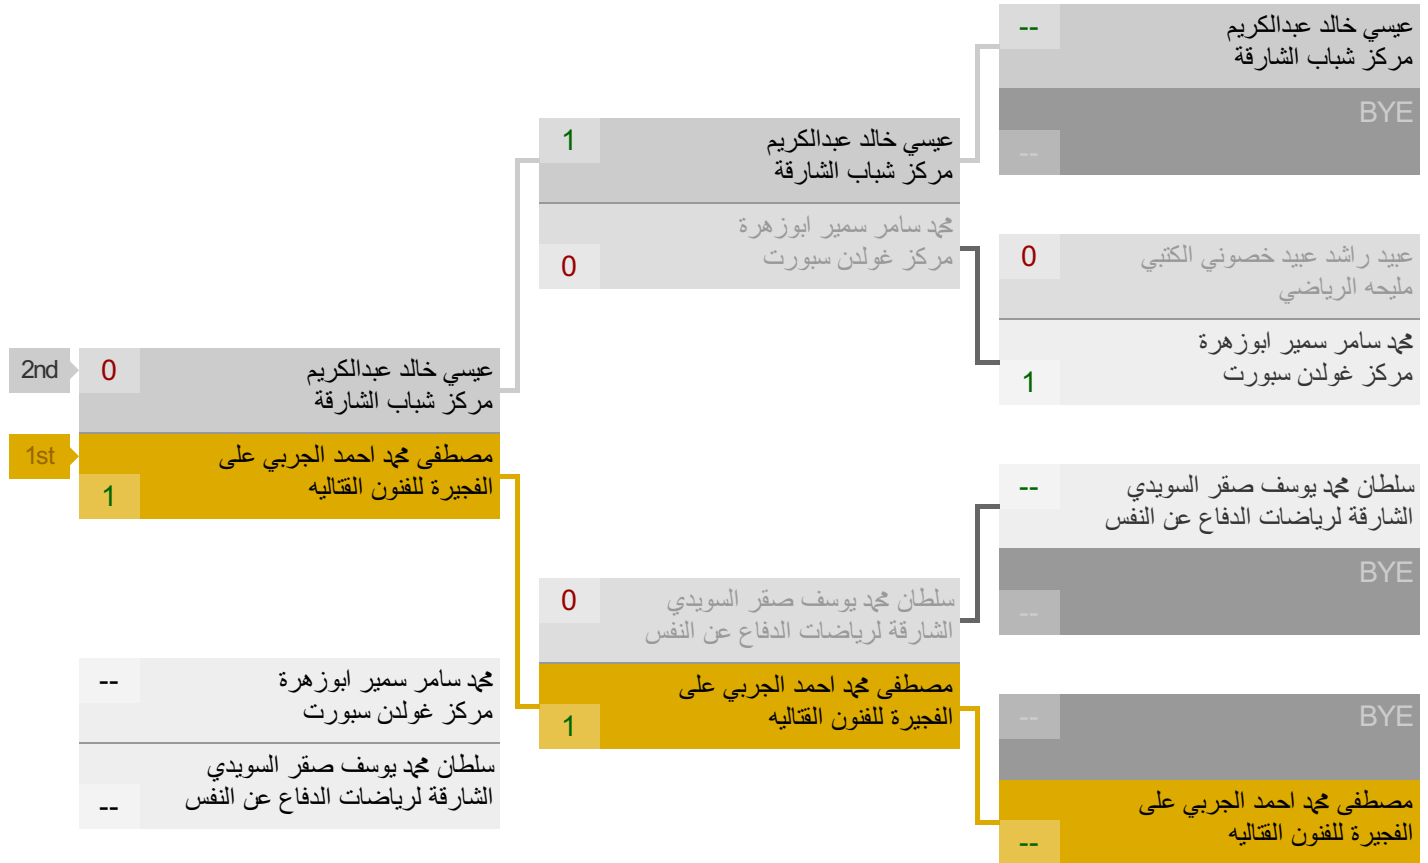 --
عيسي خالد عبدالكريم
مركز شباب الشارقة
BYE
--
1
عيسي خالد عبدالكريم
مركز شباب الشارقة
محمد سامر سمير ابوزهرة
مركز غولدن سبورت
0
0
عبيد راشد عبيد خصوني الكتبي
مليحه الرياضي
محمد سامر سمير ابوزهرة
مركز غولدن سبورت
1
2nd
0
عيسي خالد عبدالكريم
مركز شباب الشارقة
1st
مصطفى محمد احمد الجربي على
الفجيرة للفنون القتاليه
1
--
سلطان محمد يوسف صقر السويدي
الشارقة لرياضات الدفاع عن النفس
BYE
--
0
سلطان محمد يوسف صقر السويدي
الشارقة لرياضات الدفاع عن النفس
مصطفى محمد احمد الجربي على
الفجيرة للفنون القتاليه
1
--
محمد سامر سمير ابوزهرة
مركز غولدن سبورت
سلطان محمد يوسف صقر السويدي
الشارقة لرياضات الدفاع عن النفس
--
--
BYE
مصطفى محمد احمد الجربي على
الفجيرة للفنون القتاليه
--